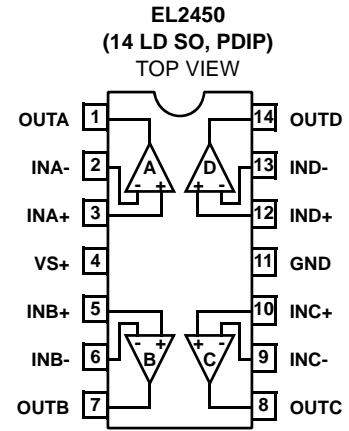 EL2450
(14 LD SO, PDIP)
TOP VIEW
OUTA 1 14 OUTD
INA- 2 A D 13 IND-
- + + -
INA+ 3 12 IND+
VS+ 4 11 GND
INB+ 5 10 INC+
- + + -
INB- 6 B C 9 INC-
OUTB 7 8 OUTC